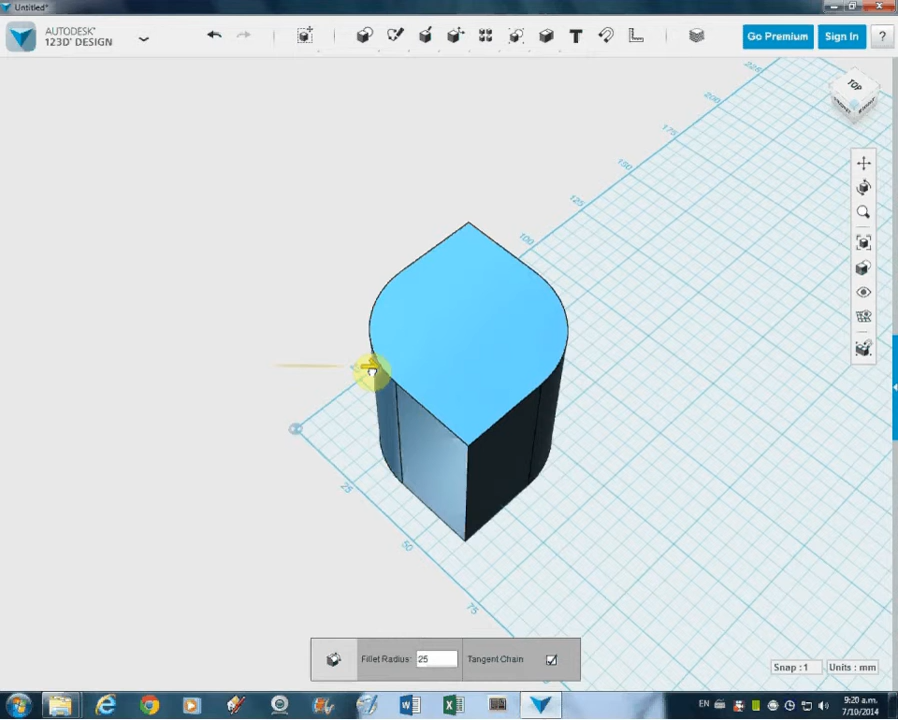 Untitled*
AUTODESK®
123D® DESIGN
T
Go Premium
Sign In
?
TOP
225
200
175
150
125
100
25
50
75
Fillet Radius: 25
Tangent Chain
Snap : 1
Units : mm
EN
9:20 a.m.
7/10/2014